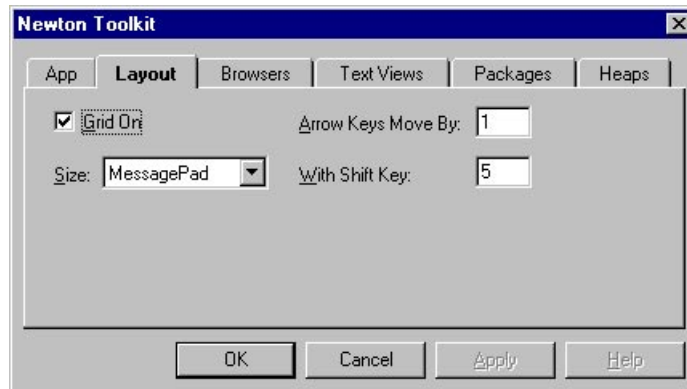 Newton Toolkit
App Layout Browsers Text Views Packages Heaps
Grid On Arrow Keys Move By: 1
Size: MessagePad With Shift Key: 5
OK Cancel Apply Help